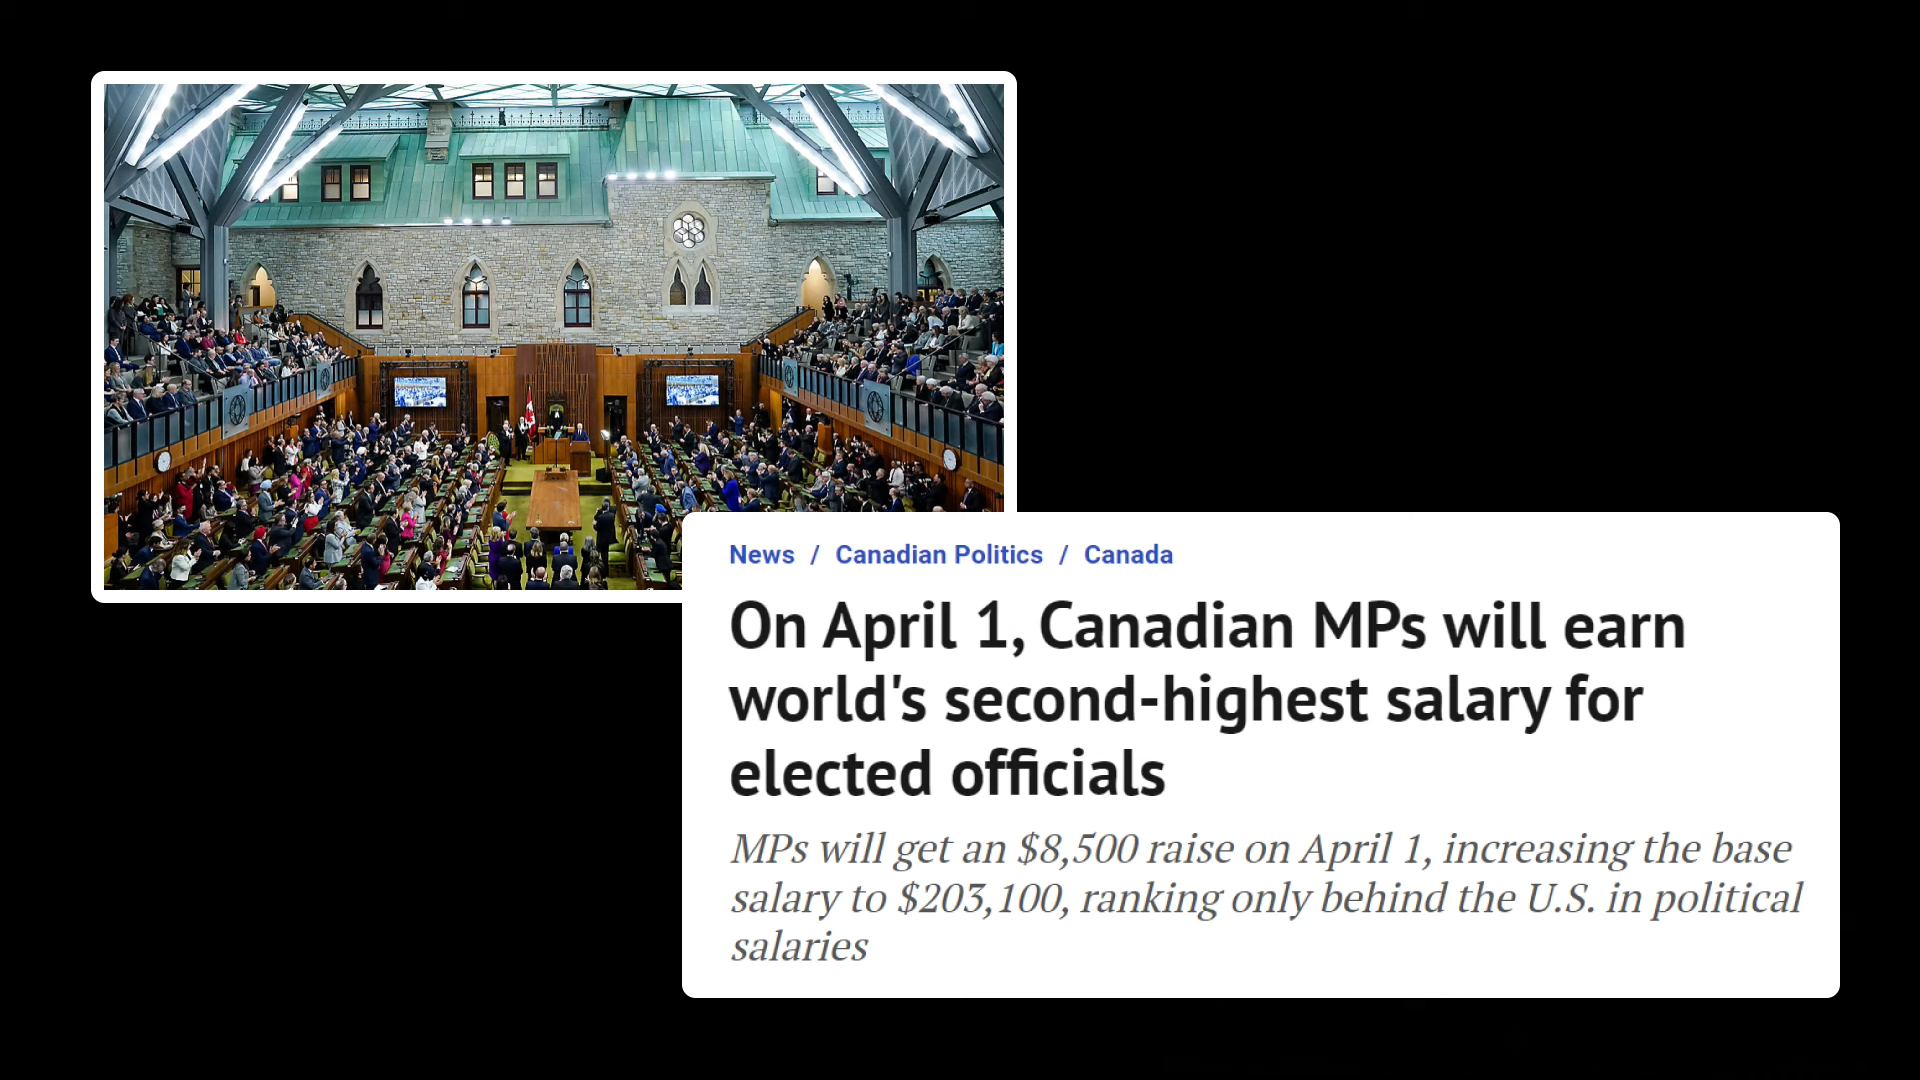 News / Canadian Politics / Canada
On April 1, Canadian MPs will earn
world's second-highest salary for
elected officials
MPs will get an $8,500 raise on April 1, increasing the base
salary to $203,100, ranking only behind the U.S. in political
salaries